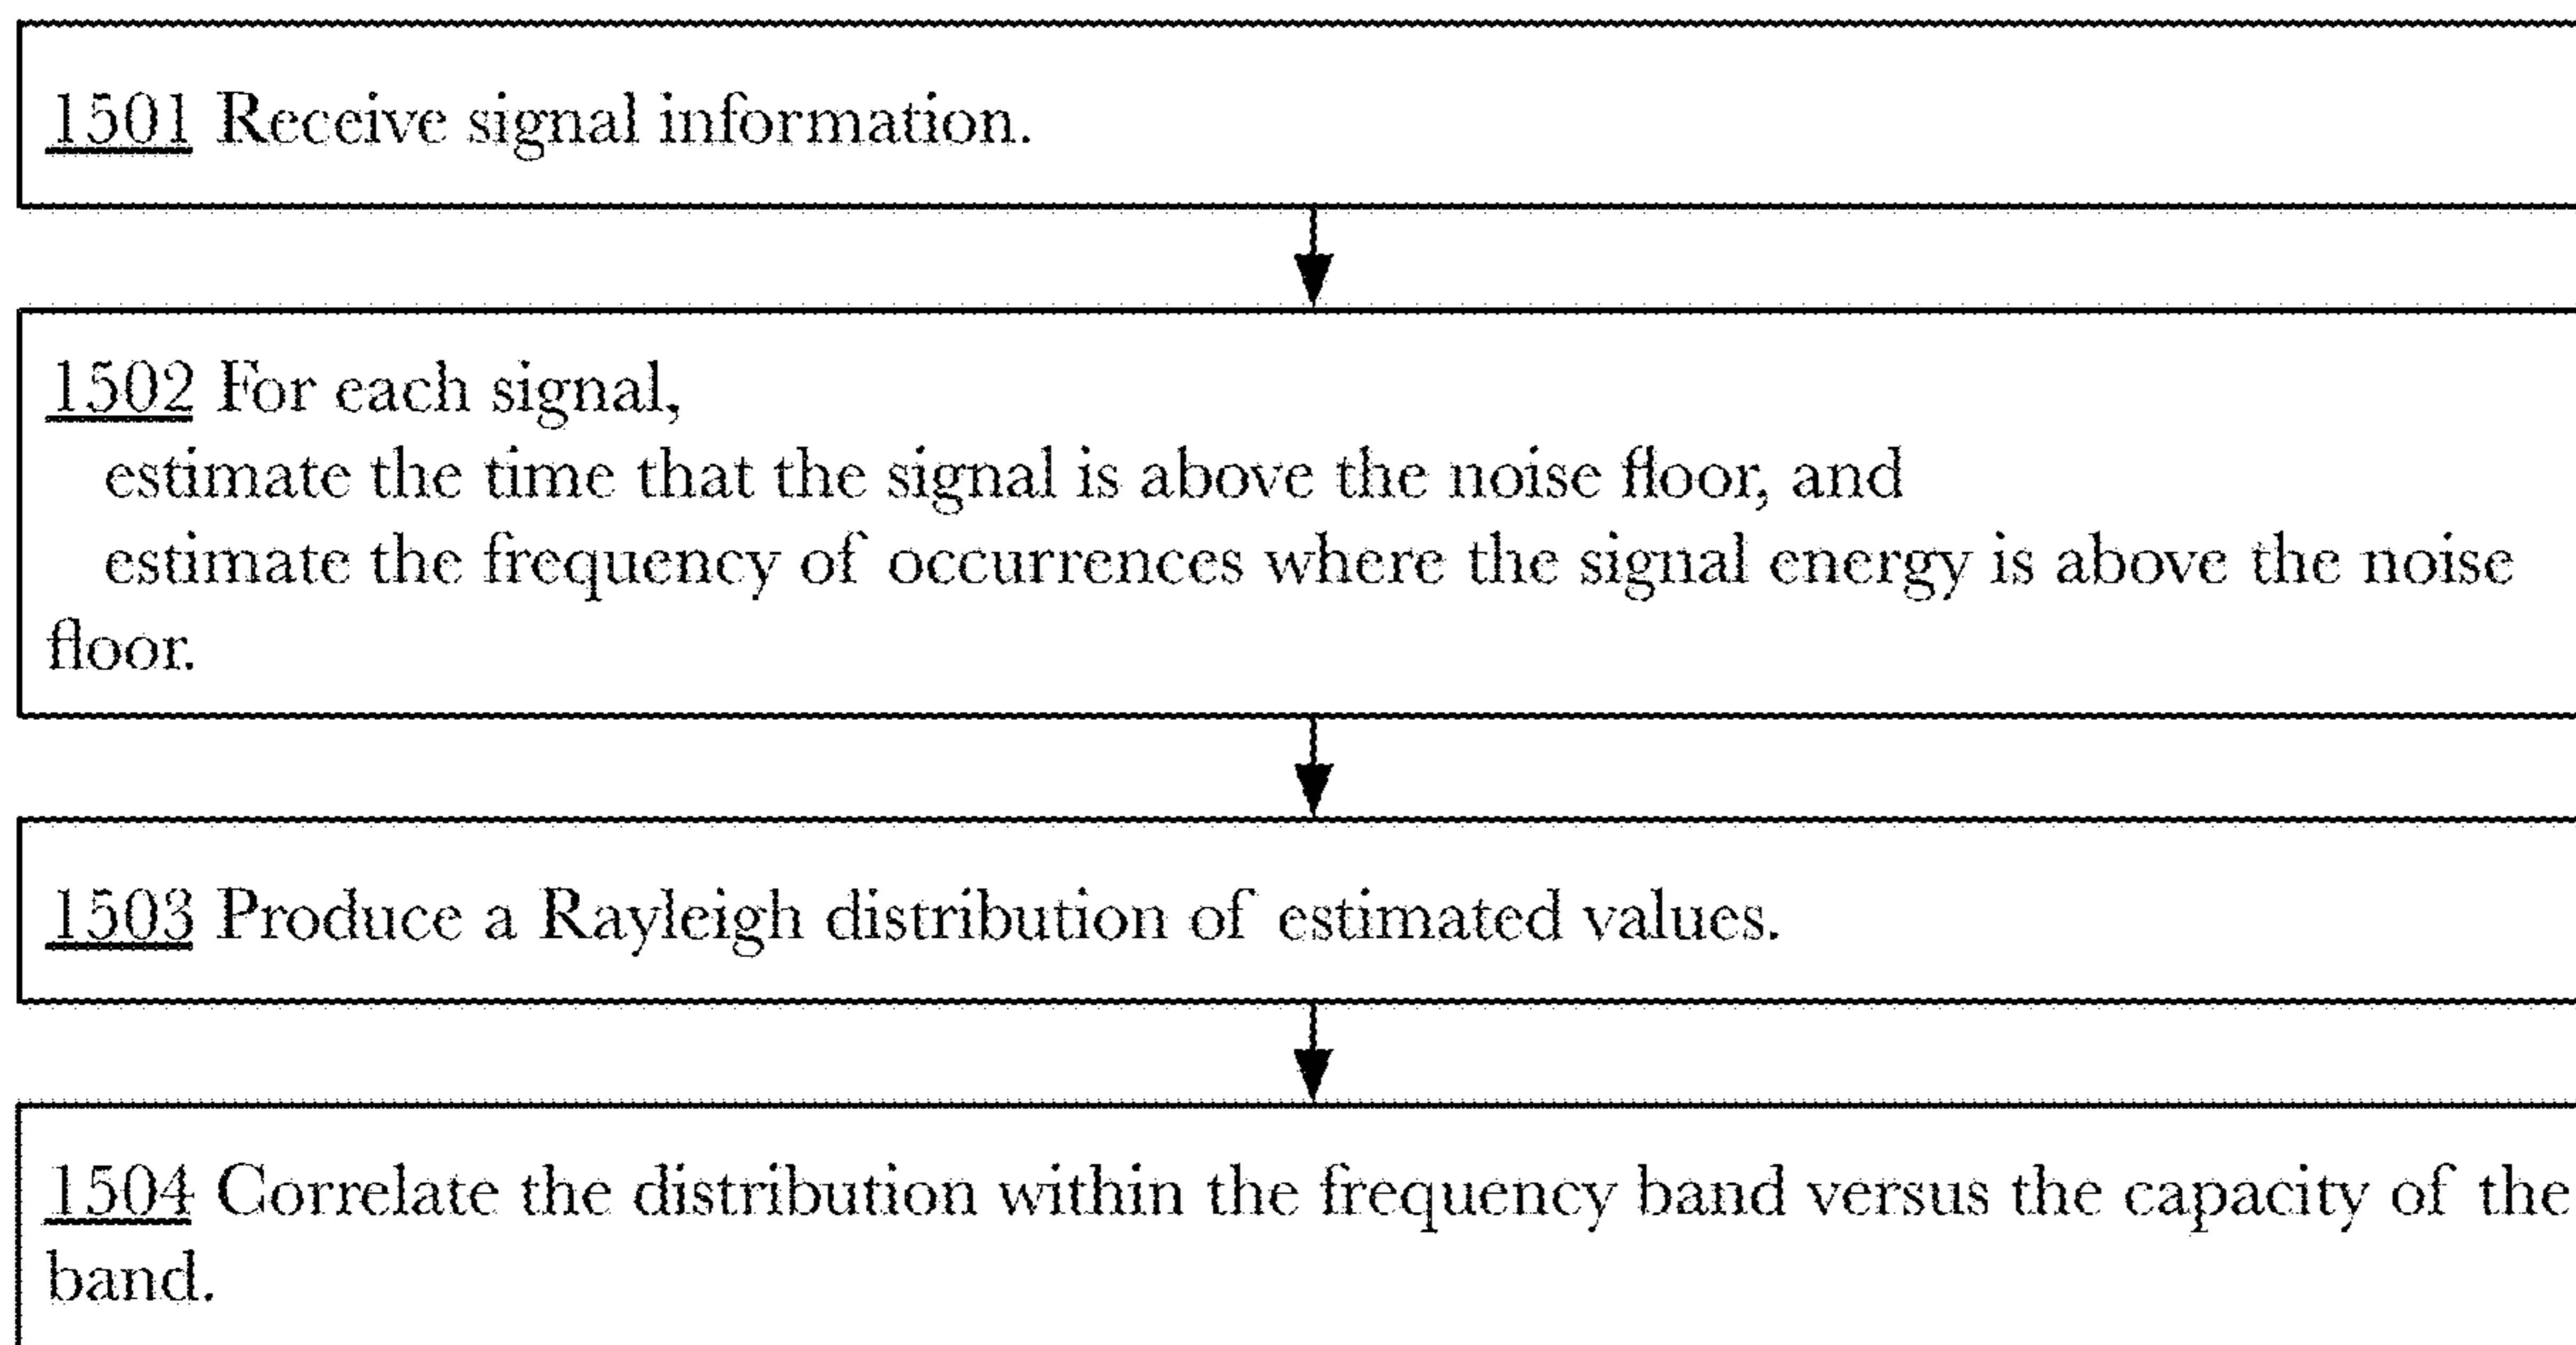 1501 Receive signal information.
1502 For each signal,
estimate the time that the signal is above the noise floor, and
estimate the frequency of occurrences where the signal energy is above the noise
floor.
1503 Produce a Rayleigh distribution of estimated values.
1504 Correlate the distribution within the frequency band versus the capacity of the
band.